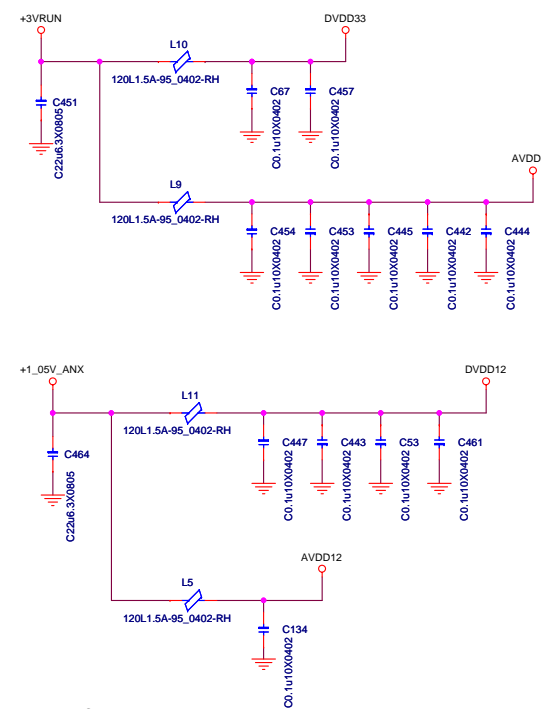 +3VRUN
DVDD33
L10
120L1.5A-95_0402-RH
C451
C22u6.3X0805
C67
C0.1u10X0402
C457
C0.1u10X0402
AVDD
L9
120L1.5A-95_0402-RH
C454
C0.1u10X0402
C453
C0.1u10X0402
C445
C0.1u10X0402
C442
C0.1u10X0402
C444
C0.1u10X0402
+1_05V_ANX
DVDD12
L11
120L1.5A-95_0402-RH
C464
C22u6.3X0805
C447
C0.1u10X0402
C443
C0.1u10X0402
C53
C0.1u10X0402
C461
C0.1u10X0402
AVDD12
L5
120L1.5A-95_0402-RH
C134
C0.1u10X0402